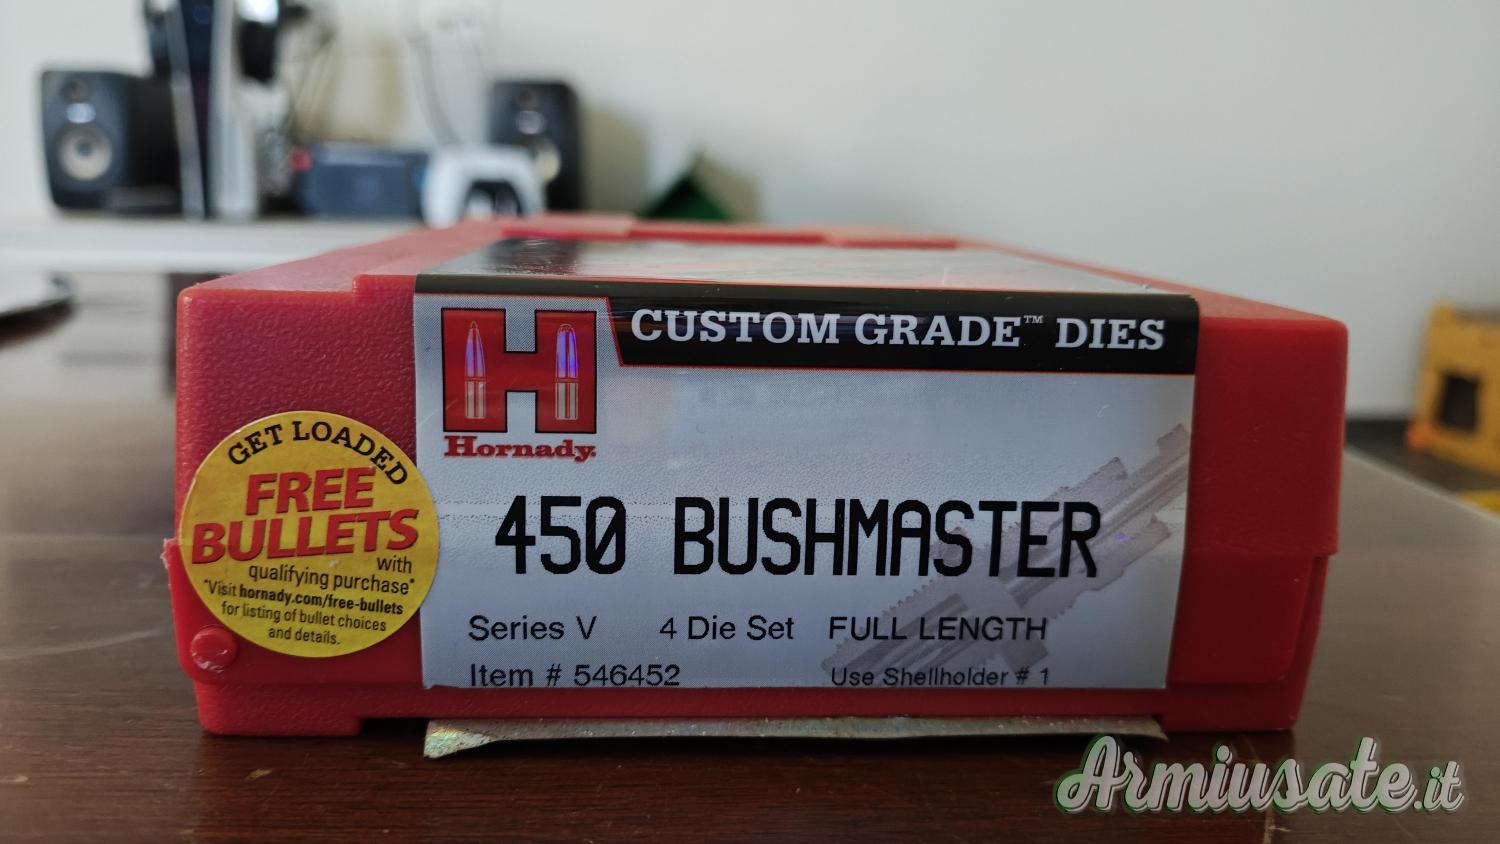 CUSTOM GRADE™ DIES
Hornady
450 BUSHMASTER
Series V 4 Die Set FULL LENGTH
Item # 546452 Use Shellholder # 1
GET LOADED
FREE
BULLETS
with
qualifying purchase*
*Visit hornady.com/free-bullets
for listing of bullet choices
and details.
Armiusate.it